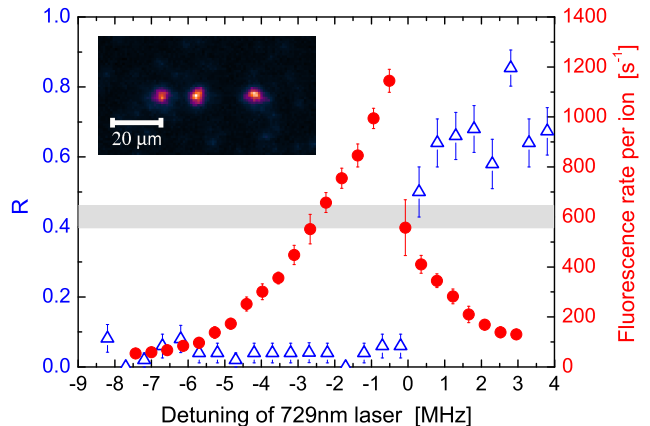 1.0
0.8
0.6
0.4
0.2
0.0
R
20 µm
1400
1200
1000
800
600
400
200
0
Fluorescence rate per ion [s⁻¹]
-9 -8 -7 -6 -5 -4 -3 -2 -1 0 1 2 3 4
Detuning of 729nm laser [MHz]